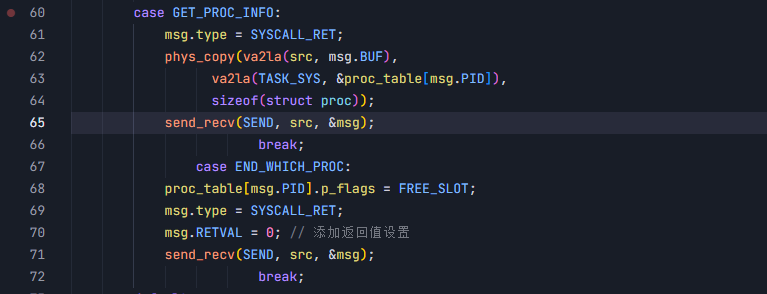 60 case GET_PROC_INFO:
61 msg.type = SYSCALL_RET;
62 phys_copy(va2la(src, msg.BUF),
63 va2la(TASK_SYS, &proc_table[msg.PID]),
64 sizeof(struct proc));
65 send_recv(SEND, src, &msg);
66 break;
67 case END_WHICH_PROC:
68 proc_table[msg.PID].p_flags = FREE_SLOT;
69 msg.type = SYSCALL_RET;
70 msg.RETVAL = 0; // 添加返回值设置
71 send_recv(SEND, src, &msg);
72 break;